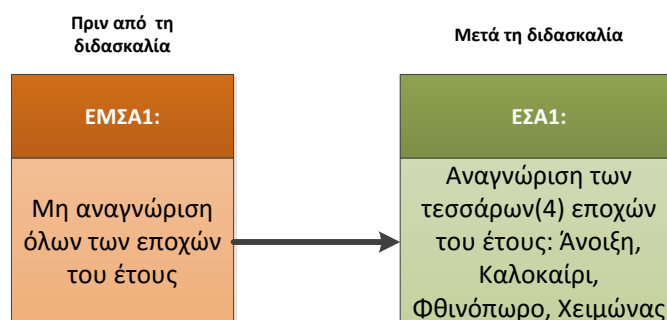 Πριν από τη
διδασκαλία
Μετά τη διδασκαλία
ΕΜΣΑ1:
ΕΣΑ1:
Μη αναγνώριση
όλων των εποχών
του έτους
Αναγνώριση των
τεσσάρων(4) εποχών
του έτους: Άνοιξη,
Καλοκαίρι,
Φθινόπωρο, Χειμώνας